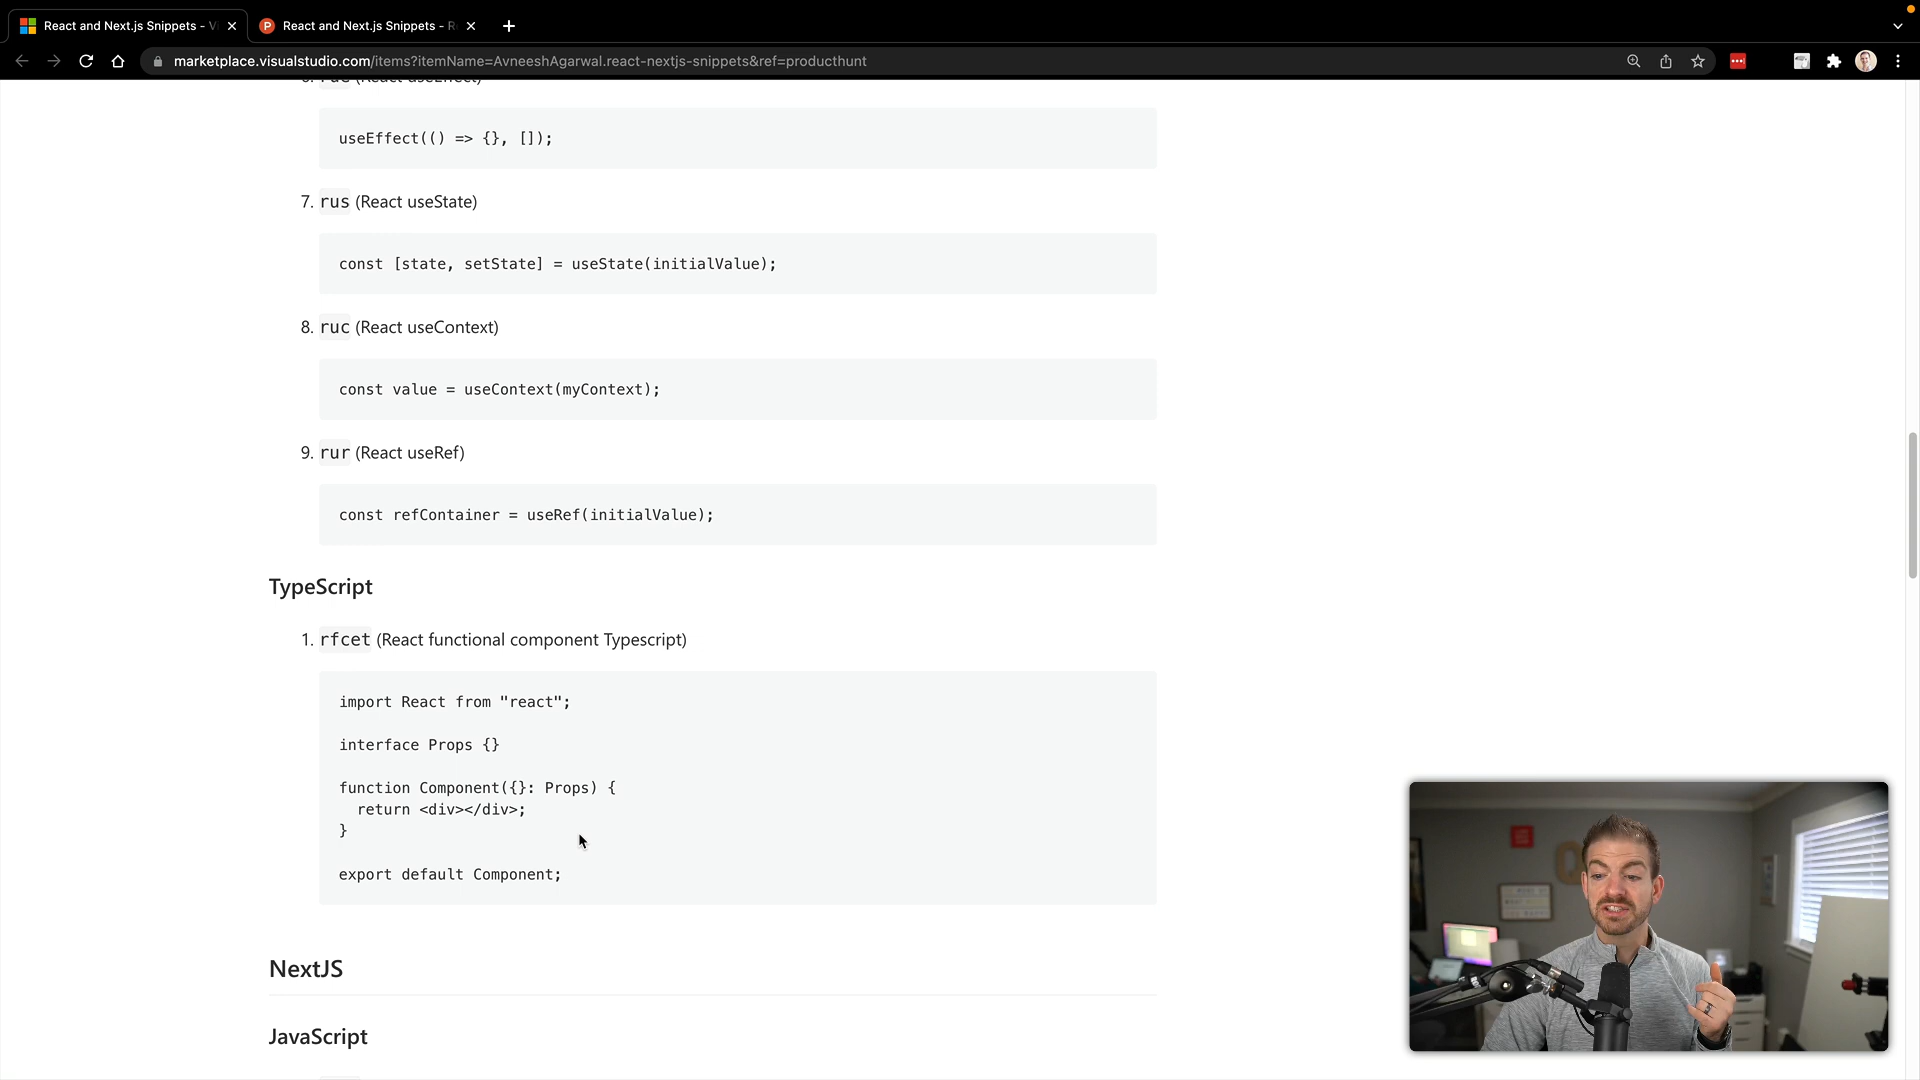 React and Next.js Snippets - Vi
React and Next.js Snippets - R
marketplace.visualstudio.com/items?itemName=AvneeshAgarwal.react-nextjs-snippets&ref=producthunt
useEffect(() => {}, []);
7. rus (React useState)
const [state, setState] = useState(initialValue);
8. ruc (React useContext)
const value = useContext(myContext);
9. rur (React useRef)
const refContainer = useRef(initialValue);
TypeScript
1. rfcet (React functional component Typescript)
import React from "react";
interface Props {}
function Component({}: Props) {
return <div></div>;
}
export default Component;
NextJS
JavaScript